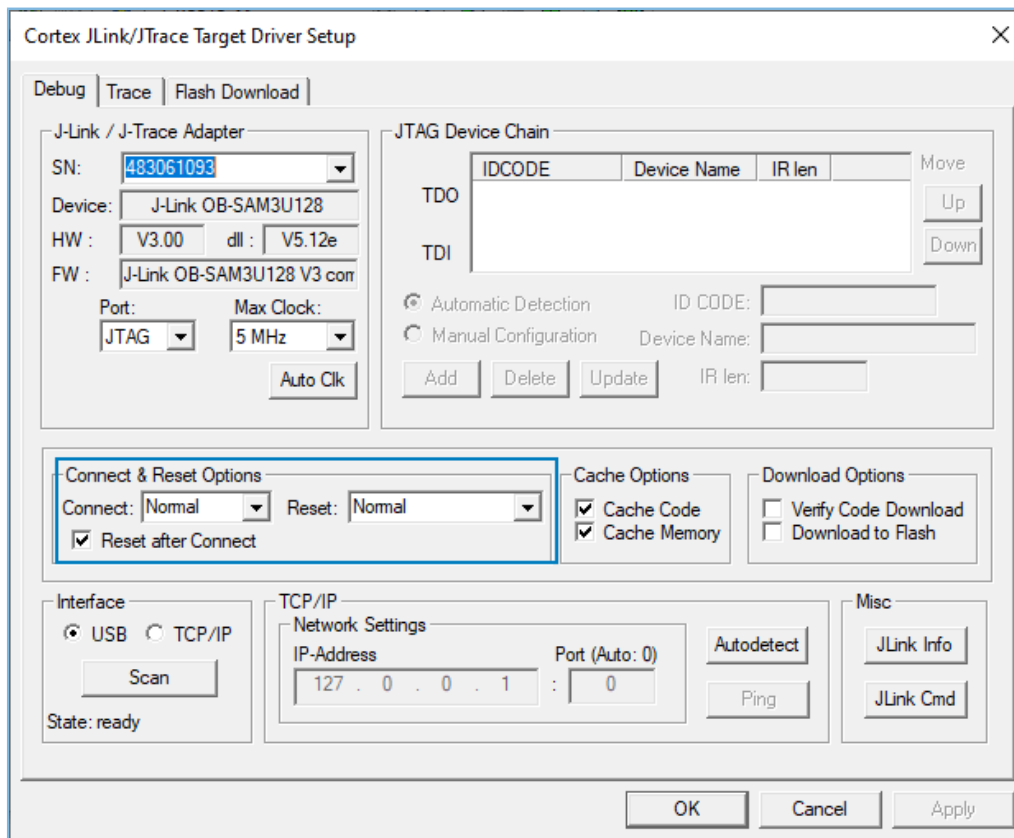 Cortex JLink/JTrace Target Driver Setup
Debug Trace Flash Download
J-Link / J-Trace Adapter
SN: 483061093
Device: J-Link OB-SAM3U128
HW : V3.00 dll : V5.12e
FW : J-Link OB-SAM3U128 V3 com
Port: Max Clock:
JTAG 5 MHz
Auto Clk
JTAG Device Chain
IDCODE Device Name IR len Move
TDO Up
TDI Down
Automatic Detection ID CODE:
Manual Configuration Device Name:
Add Delete Update IR len:
Connect & Reset Options
Connect: Normal Reset: Normal
Reset after Connect
Cache Options
Cache Code
Cache Memory
Download Options
Verify Code Download
Download to Flash
Interface
USB TCP/IP
Scan
State: ready
TCP/IP
Network Settings
IP-Address Port (Auto: 0)
127 . 0 . 0 . 1 : 0
Autodetect
Ping
Misc
JLink Info
JLink Cmd
OK Cancel Apply